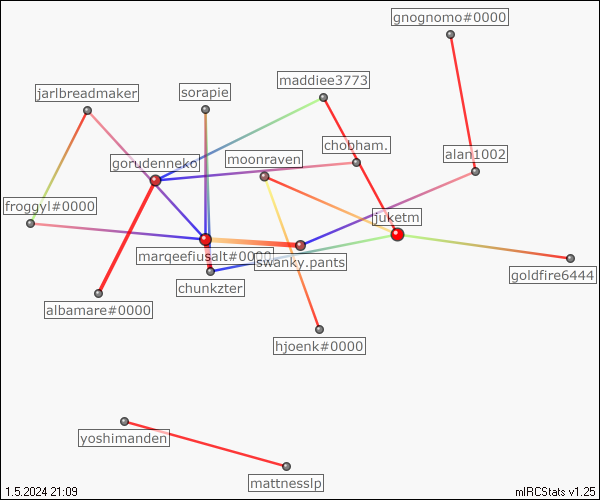 gnognomo#0000
maddiee3773
jarlbreadmaker
sorapie
chobham.
alan1002
gorudenneko
moonraven
froggyl#0000
juketm
marqeefiusalt#0000
swanky.pants
goldfire6444
chunkzter
albamare#0000
hjoenk#0000
yoshimanden
mattnesslp
1.5.2024 21:09
mIRCStats v1.25